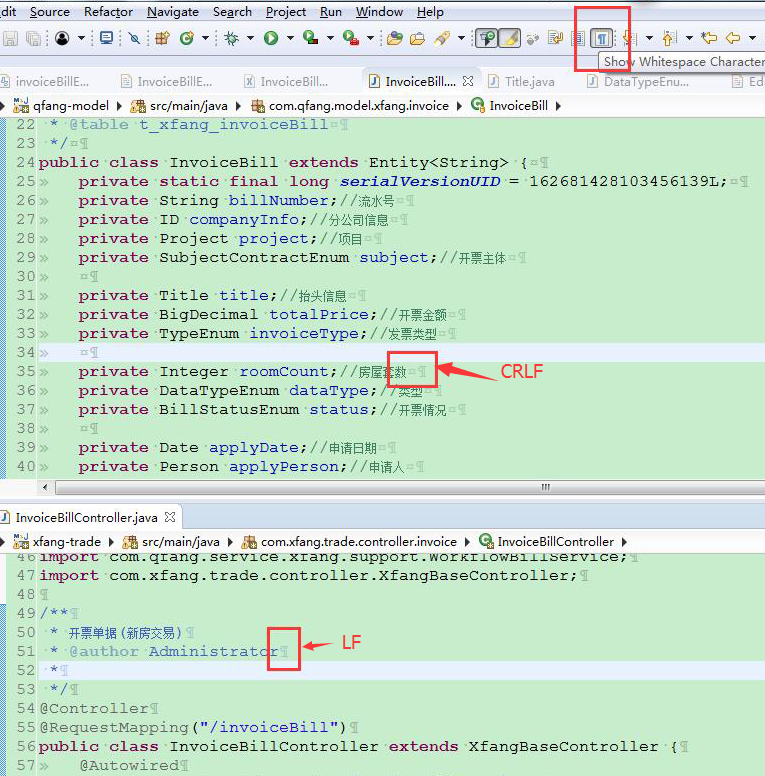 dit Source Refactor Navigate Search Project Run Window Help
Show Whitespace Character
invoiceBillE... InvoiceBillE... InvoiceBill.... InvoiceBill.... Title.java DataTypeEnu... Ed
qfang-model src/main/java com.qfang.model.xfang.invoice InvoiceBill
22 * @table t_xfang_invoiceBill¤¶
23 */¤¶
24 public·class·InvoiceBill·extends·Entity<String>·{¤¶
25 » private·static·final·long·serialVersionUID·=·162681428103456139L;¤¶
26 » private·String·billNumber;//流水号¤¶
27 » private·ID·companyInfo;//分公司信息¤¶
28 » private·Project·project;//项目¤¶
29 » private·SubjectContractEnum·subject;//开票主体¤¶
30 » ¤¶
31 » private·Title·title;//抬头信息¤¶
32 » private·BigDecimal·totalPrice;//开票金额¤¶
33 » private·TypeEnum·invoiceType;//发票类型¤¶
34 » ¤¶
35 » private·Integer·roomCount;//房屋套数¤¶ CRLF
36 » private·DataTypeEnum·dataType;//类型¤¶
37 » private·BillStatusEnum·status;//开票情况¤¶
38 » ¤¶
39 » private·Date·applyDate;//申请日期¤¶
40 » private·Person·applyPerson;//申请人¤¶
InvoiceBillController.java
xfang-trade src/main/java com.xfang.trade.controller.invoice InvoiceBillController
46 import·com.qfang.service.xfang.support.WorkflowBillService;¶
47 import·com.xfang.trade.controller.XfangBaseController;¶
48 ¶
49 /**¶
50 ·*·开票单据(新房交易)¶
51 ·*·@author·Administrator¶ LF
52 ·*¶
53 ·*/¶
54 @Controller¶
55 @RequestMapping("/invoiceBill")¶
56 public·class·InvoiceBillController·extends·XfangBaseController·{¶
57 » @Autowired¶